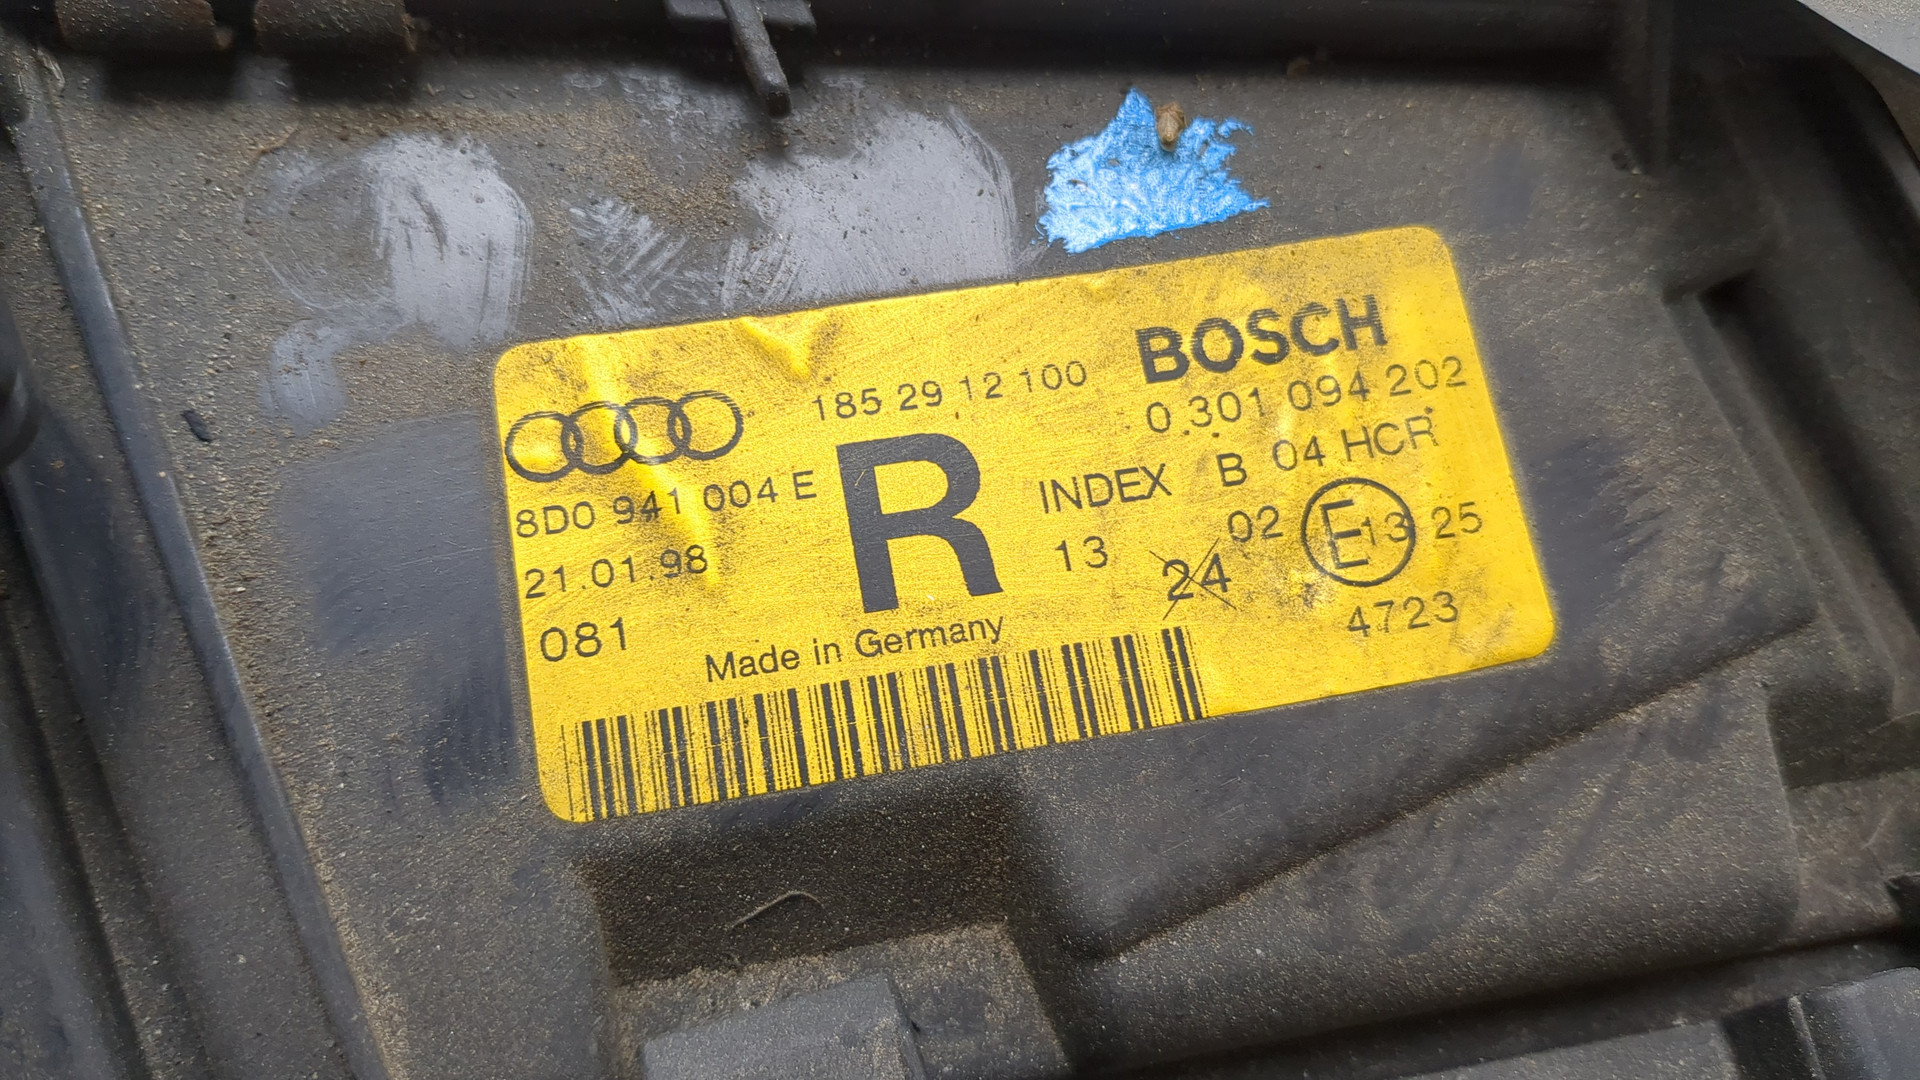 BOSCH
185 29 12 100
0 301 094 202
8D0 941 004 E
R
INDEX B 04 HCR
21.01.98
13 24 02 E 13 25
081
4723
Made in Germany